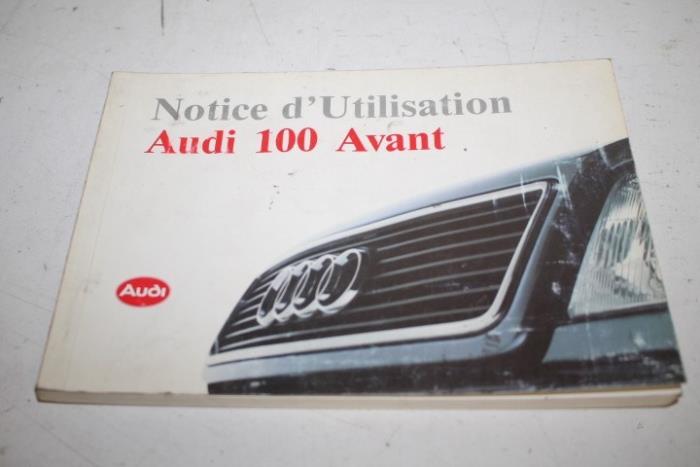 Notice d'Utilisation
Audi 100 Avant
Audi